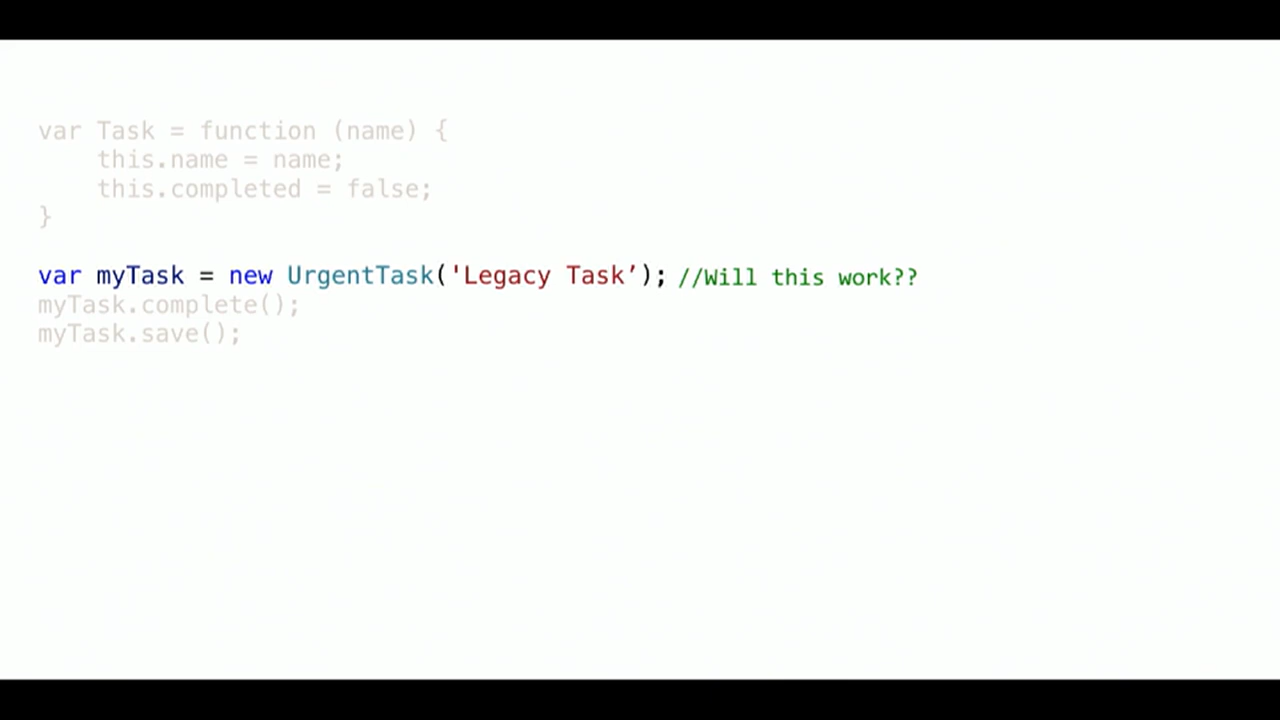 var Task = function (name) {
    this.name = name;
    this.completed = false;
}
var myTask = new UrgentTask('Legacy Task’); //Will this work??
myTask.complete();
myTask.save();